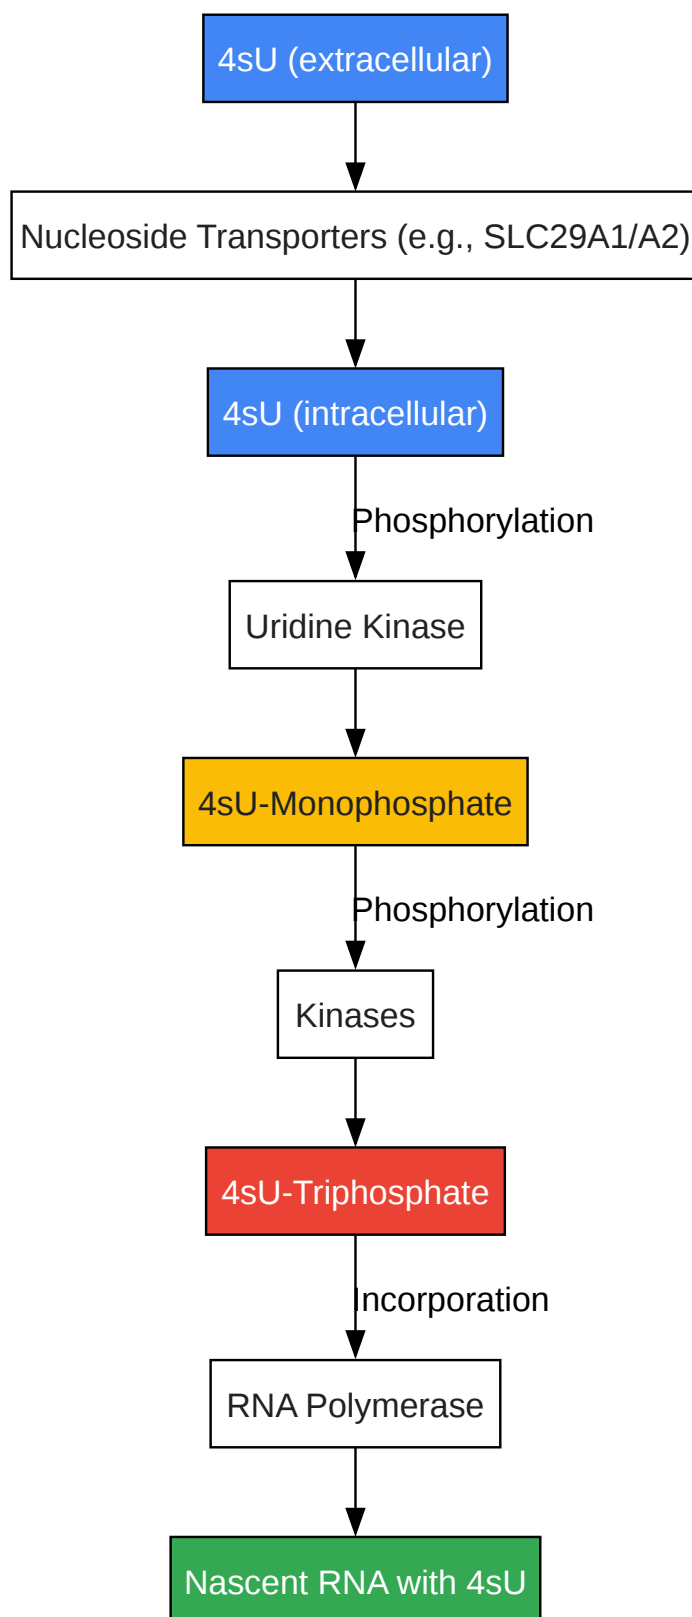 4sU (extracellular)
Nucleoside Transporters (e.g., SLC29A1/A2)
4sU (intracellular)
Phosphorylation
Uridine Kinase
4sU-Monophosphate
Phosphorylation
Kinases
4sU-Triphosphate
Incorporation
RNA Polymerase
Nascent RNA with 4sU